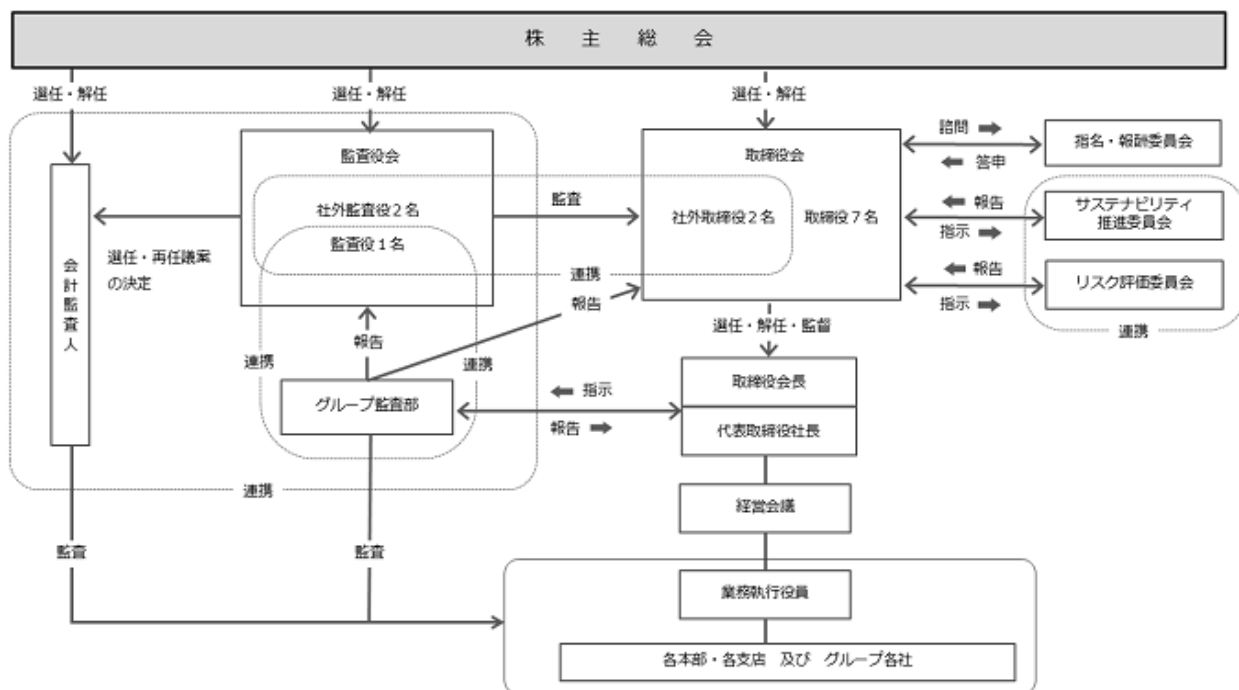 株主総会
選任・解任
選任・解任
選任・解任
監査役会
取締役会
諮問 ➡
⬅ 答申
指名・報酬委員会
社外監査役2名
監査役1名
監査
社外取締役2名
取締役7名
⬅ 報告
指示 ➡
サステナビリティ
推進委員会
選任・再任議案
の決定
会計監査人
連携
⬅ 報告
指示 ➡
リスク評価委員会
報告
報告
選任・解任・監督
連携
連携
連携
取締役会長
グループ監査部
⬅ 指示
報告 ➡
代表取締役社長
連携
経営会議
監査
監査
業務執行役員
各本部・各支店 及び グループ各社